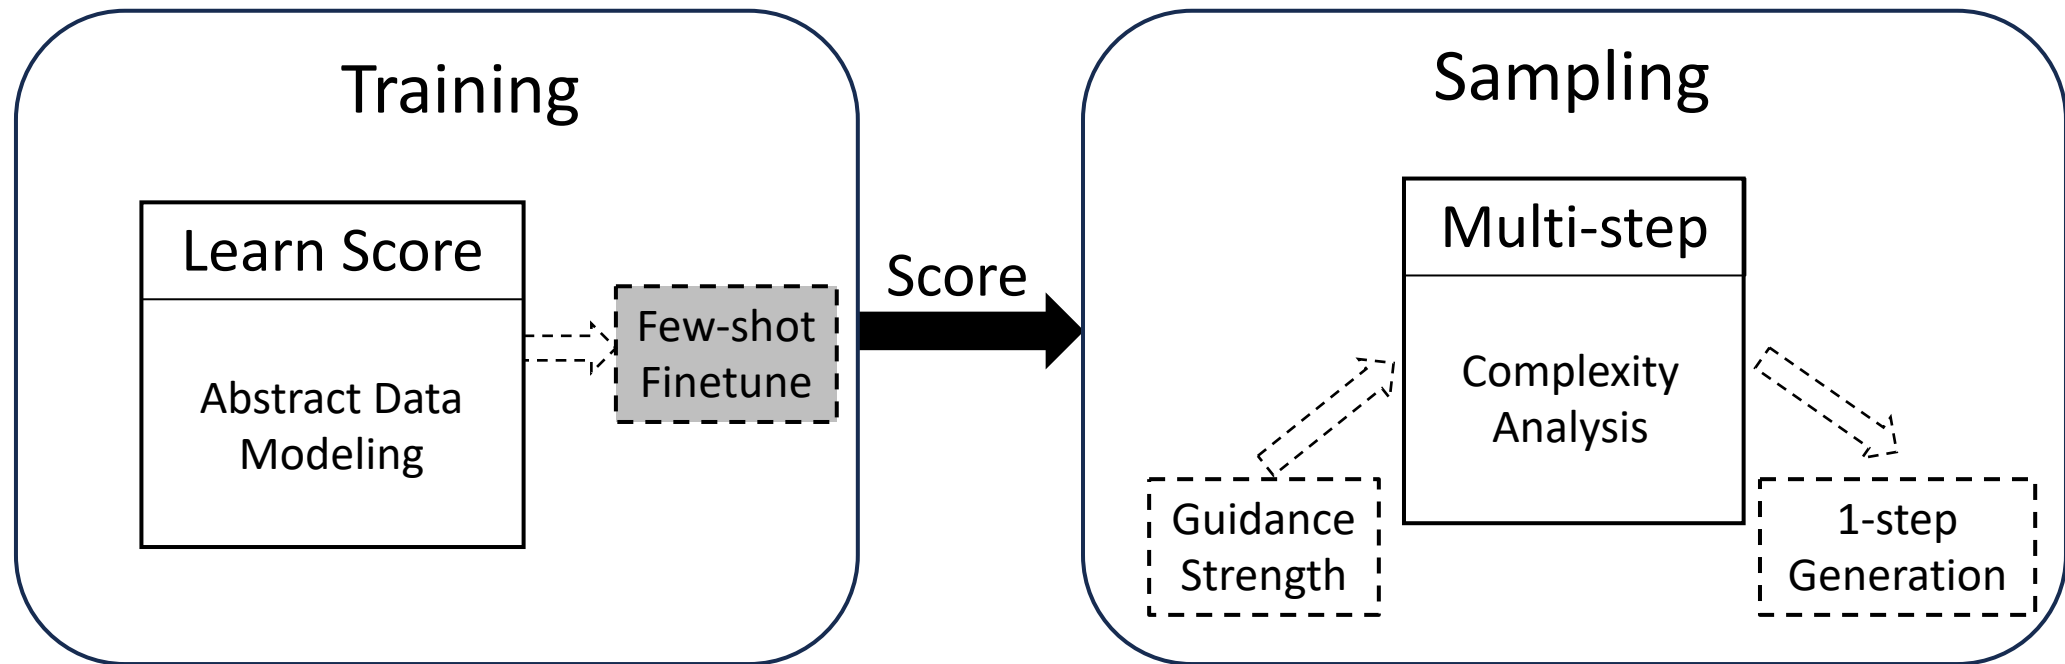 Training
Learn Score
Abstract Data
Modeling
Few-shot
Finetune
Score
Sampling
Multi-step
Complexity
Analysis
Guidance
Strength
1-step
Generation